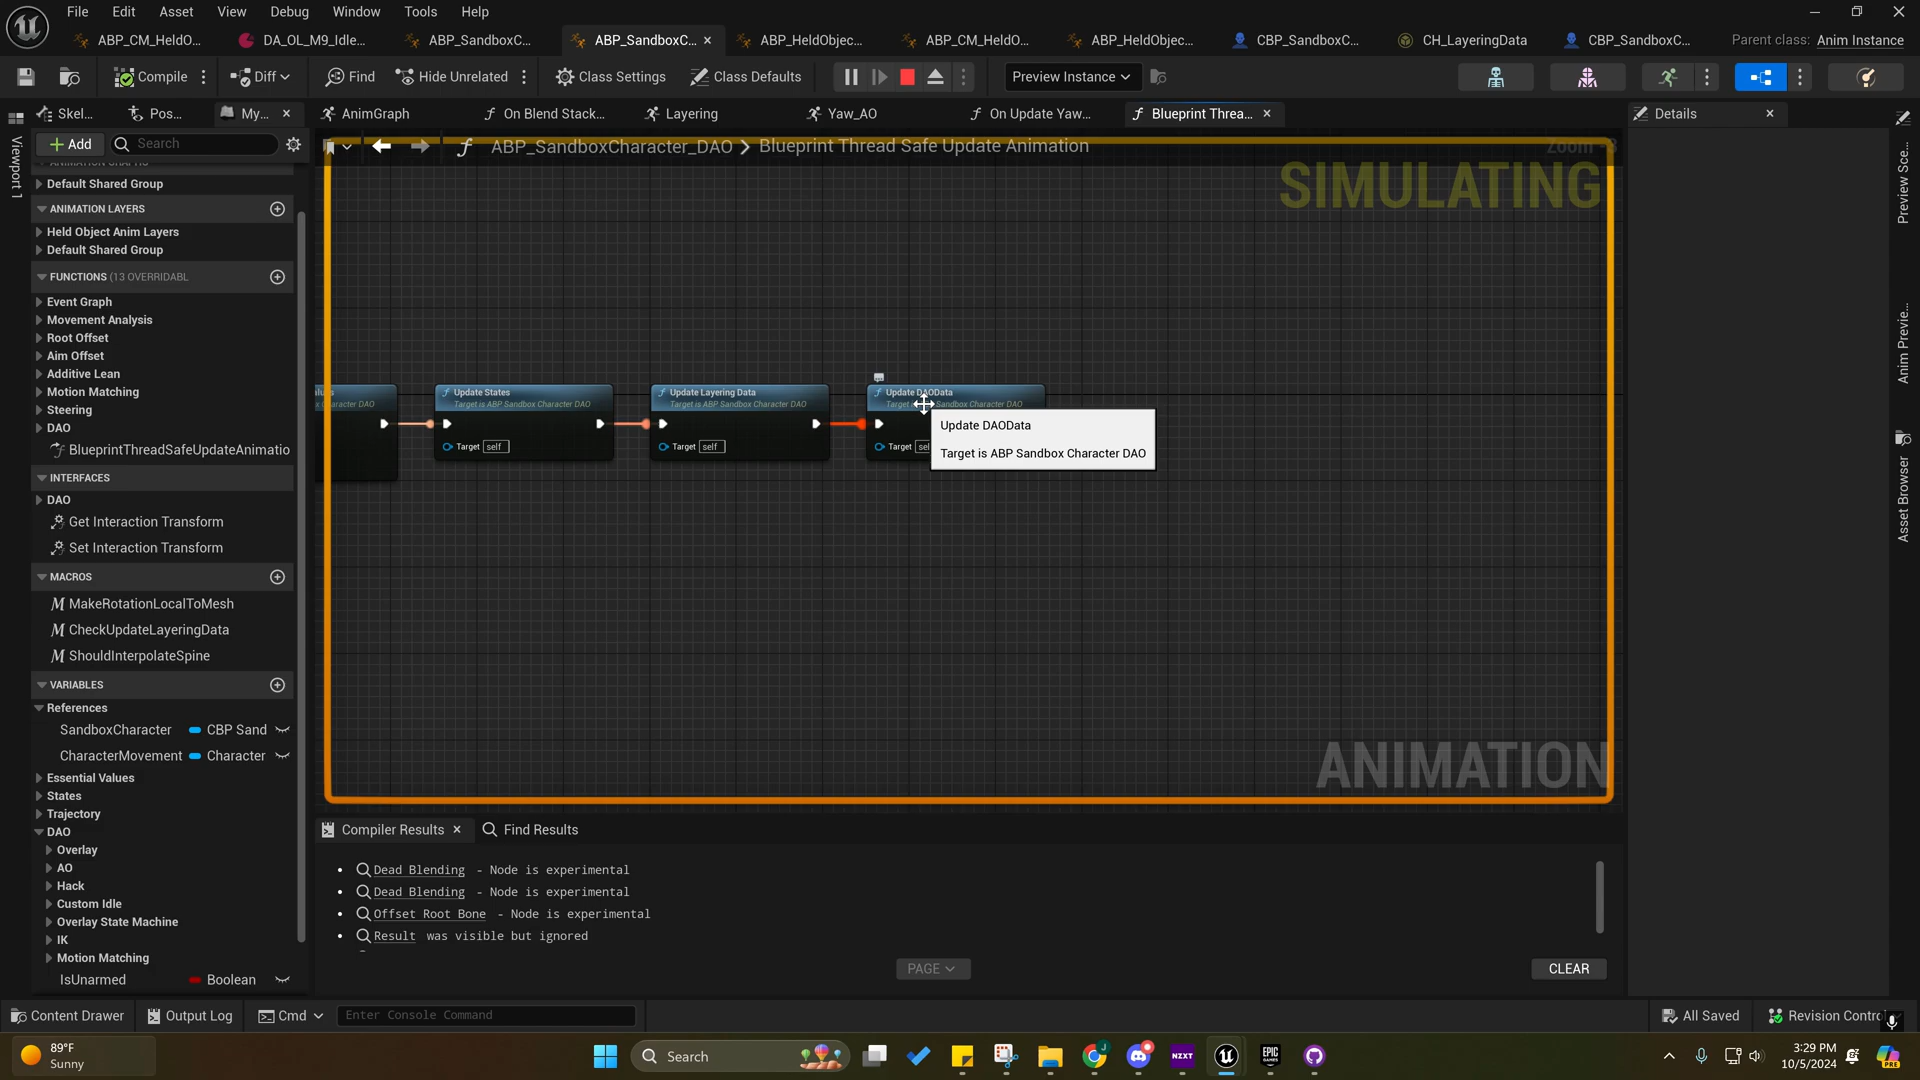 File Edit Asset View Debug Window Tools Help
ABP_CM_HeldO... DA_OL_M9_Idle... ABP_SandboxC... ABP_SandboxC... ABP_HeldObjec... ABP_CM_HeldO... ABP_HeldObjec... CBP_SandboxC... CH_LayeringData CBP_SandboxC... Parent class: Anim Instance
Compile Diff Find Hide Unrelated Class Settings Class Defaults Preview Instance
Skel... Pos... My... AnimGraph On Blend Stack... Layering Yaw_AO On Update Yaw... Blueprint Threa... Details
Add Search
ABP_SandboxCharacter_DAO > Blueprint Thread Safe Update Animation
SIMULATING
Viewport 1
Default Shared Group
ANIMATION LAYERS
Held Object Anim Layers
Default Shared Group
FUNCTIONS (13 OVERRIDABL
Event Graph
Movement Analysis
Root Offset
Aim Offset
Additive Lean
Motion Matching
Steering
DAO
BlueprintThreadSafeUpdateAnimatio
INTERFACES
DAO
Get Interaction Transform
Set Interaction Transform
MACROS
MakeRotationLocalToMesh
CheckUpdateLayeringData
ShouldInterpolateSpine
VARIABLES
References
SandboxCharacter CBP Sand
CharacterMovement Character
Essential Values
States
Trajectory
DAO
Overlay
AO
Hack
Custom Idle
Overlay State Machine
IK
Motion Matching
IsUnarmed Boolean
aracter DAO
Update States
Target is ABP Sandbox Character DAO
Target self
Update Layering Data
Target is ABP Sandbox Character DAO
Target self
Update DAOData
Sandbox Character DAO
Target
Update DAOData
Target is ABP Sandbox Character DAO
ANIMATION
Preview Sce...
Anim Previe...
Asset Browser
Compiler Results Find Results
• Dead Blending - Node is experimental
• Dead Blending - Node is experimental
• Offset Root Bone - Node is experimental
• Result was visible but ignored
PAGE CLEAR
Content Drawer Output Log Cmd Enter Console Command All Saved Revision Contro
89°F
Sunny
Search
NZXT
EPIC
GAMES
3:29 PM
10/5/2024
PRE